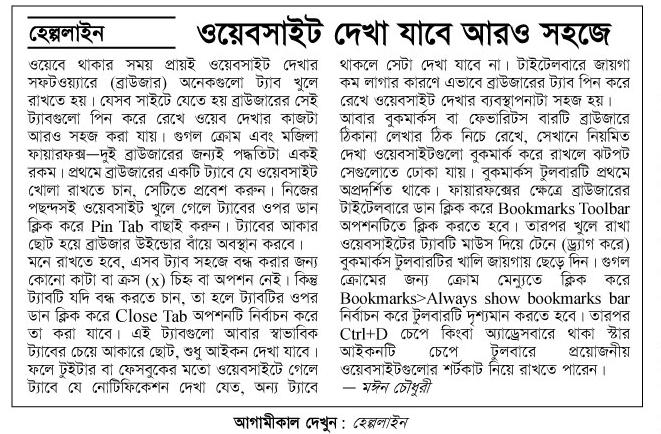 হেল্পলাইন
ওয়েবসাইট দেখা যাবে আরও সহজে
ওয়েবে থাকার সময় প্রায়ই ওয়েবসাইট দেখার
সফটওয়্যারে (ব্রাউজার) অনেকগুলো ট্যাব খুলে
রাখতে হয়। যেসব সাইটে যেতে হয় ব্রাউজারের সেই
ট্যাবগুলো পিন করে রেখে ওয়েব দেখার কাজটা
আরও সহজ করা যায়। গুগল ক্রোম এবং মজিলা
ফায়ারফক্স—দুই ব্রাউজারের জন্যই পদ্ধতিটা একই
রকম। প্রথমে ব্রাউজারের একটি ট্যাবে যে ওয়েবসাইট
খোলা রাখতে চান, সেটিতে প্রবেশ করুন। নিজের
পছন্দসই ওয়েবসাইট খুলে গেলে ট্যাবের ওপর ডান
ক্লিক করে Pin Tab বাছাই করুন। ট্যাবের আকার
ছোট হয়ে ব্রাউজার উইন্ডোর বাঁয়ে অবস্থান করবে।
মনে রাখতে হবে, এসব ট্যাব সহজে বন্ধ করার জন্য
কোনো কাটা বা ক্রস (x) চিহ্ন বা অপশন নেই। কিন্তু
ট্যাবটি যদি বন্ধ করতে চান, তা হলে ট্যাবটির ওপর
ডান ক্লিক করে Close Tab অপশনটি নির্বাচন করে
তা করা যাবে। এই ট্যাবগুলো আবার স্বাভাবিক
ট্যাবের চেয়ে আকারে ছোট, শুধু আইকন দেখা যাবে।
ফলে টুইটার বা ফেসবুকের মতো ওয়েবসাইটে গেলে
ট্যাবে যে নোটিফিকেশন দেখা যেত, অন্য ট্যাবে
থাকলে সেটা দেখা যাবে না। টাইটেলবারে জায়গা
কম লাগার কারণে এভাবে ব্রাউজারের ট্যাব পিন করে
রেখে ওয়েবসাইট দেখার ব্যবস্থাপনাটা সহজ হয়।
আবার বুকমার্কস বা ফেভারিটস বারটি ব্রাউজারে
ঠিকানা লেখার ঠিক নিচে রেখে, সেখানে নিয়মিত
দেখা ওয়েবসাইটগুলো বুকমার্ক করে রাখলে ঝটপট
সেগুলোতে ঢোকা যায়। বুকমার্কস টুলবারটি প্রথমে
অপ্রদর্শিত থাকে। ফায়ারফক্সের ক্ষেত্রে ব্রাউজারের
টাইটেলবারে ডান ক্লিক করে Bookmarks Toolbar
অপশনটিতে ক্লিক করতে হবে। তারপর খুলে রাখা
ওয়েবসাইটের ট্যাবটি মাউস দিয়ে টেনে (ড্র্যাগ করে)
বুকমার্কস টুলবারটির খালি জায়গায় ছেড়ে দিন। গুগল
ক্রোমের জন্য ক্রোম মেন্যুতে ক্লিক করে
Bookmarks>Always show bookmarks bar
নির্বাচন করে টুলবারটি দৃশ্যমান করতে হবে। তারপর
Ctrl+D চেপে কিংবা অ্যাড্রেসবারে থাকা স্টার
আইকনটি চেপে টুলবারে প্রয়োজনীয়
ওয়েবসাইটগুলোর শর্টকাট নিয়ে রাখতে পারেন।
— মঈন চৌধুরী
আগামীকাল দেখুন : হেল্পলাইন